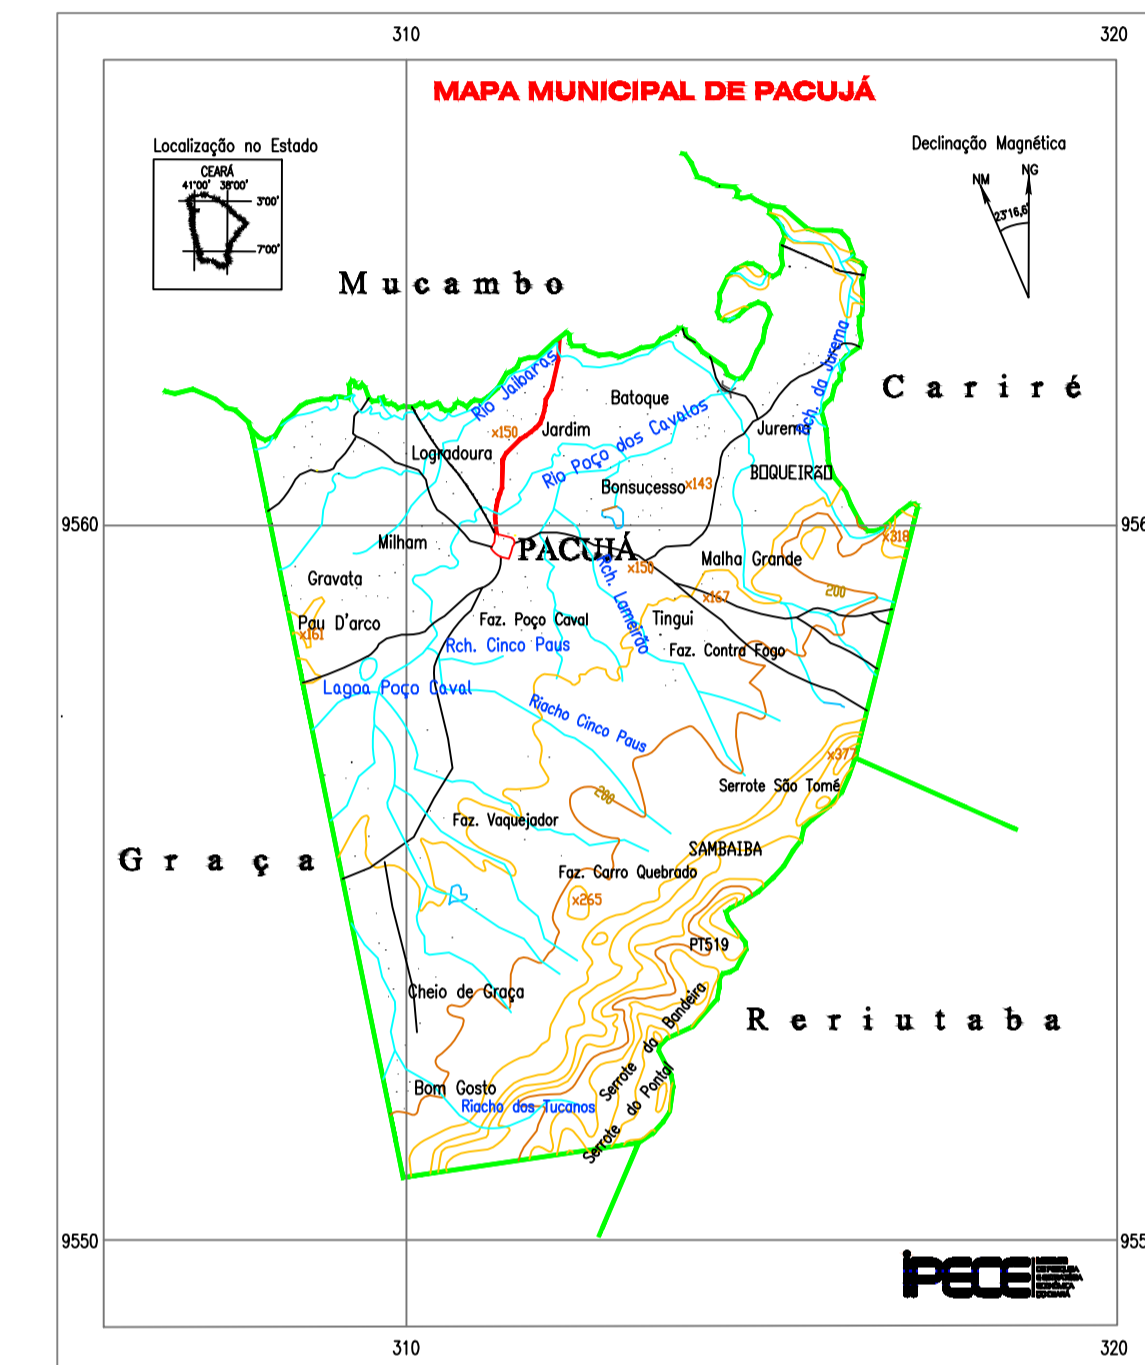 310
320
MAPA MUNICIPAL DE PACUJÁ
Localização no Estado
CEARÁ
41°00'
38°00'
3°00'
7°00'
Declinação Magnética
NM
NG
23°16,6'
Mucambo
Cariré
Rio Jaibaras
Rch. da Jurema
Batoque
x150
Jardim
Rio Poço dos Cavalos
Jurema
Logradoura
BOQUEIRÃO
Bonsucesso
x143
9560
x318
Milham
PACUJÁ
Malha Grande
x150
Gravata
Rch. Lameirão
x167
200
Pau D'arco
x161
Faz. Poço Caval
Tingui
Rch. Cinco Paus
Faz. Contra Fogo
Lagoa Poço Caval
Riacho Cinco Paus
x377
Serrote São Tomé
200
Faz. Vaquejador
SAMBAIBA
Graça
Faz. Carro Quebrado
x265
PT519
Cheio de Graça
Serrote da Bandeira
Reriutaba
Bom Gosto
Riacho dos Tucanos
Serrote do Pontal
9550
iPECE
310
320